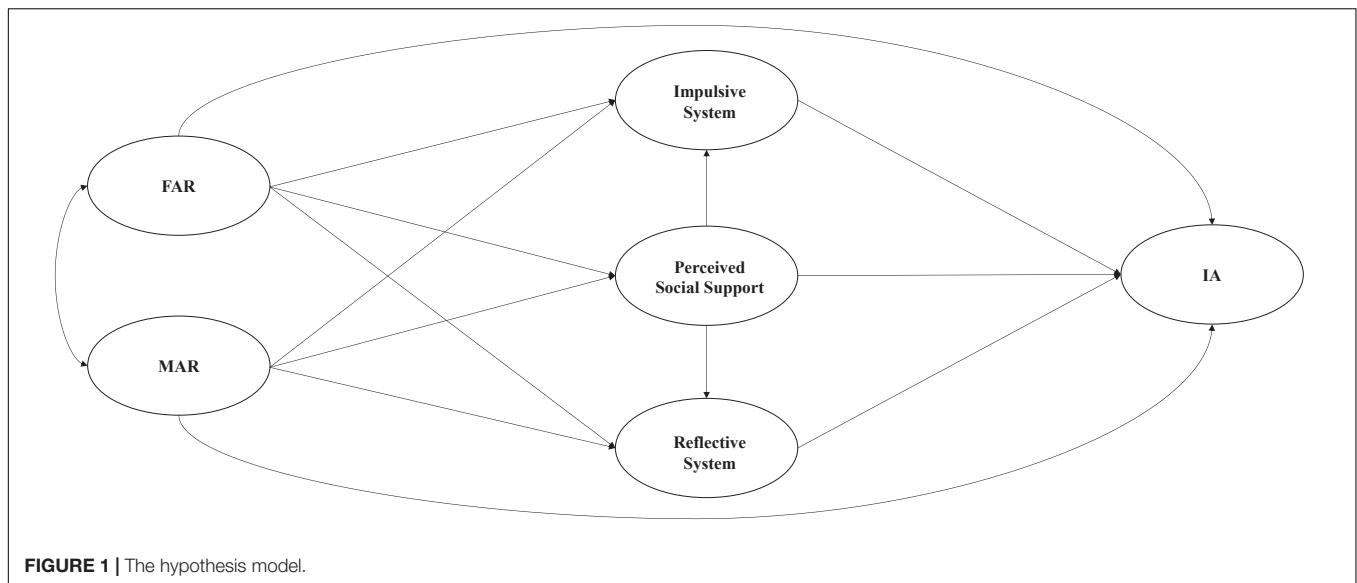 Impulsive
System
FAR
Perceived
Social Support
IA
MAR
Reflective
System
FIGURE 1 | The hypothesis model.